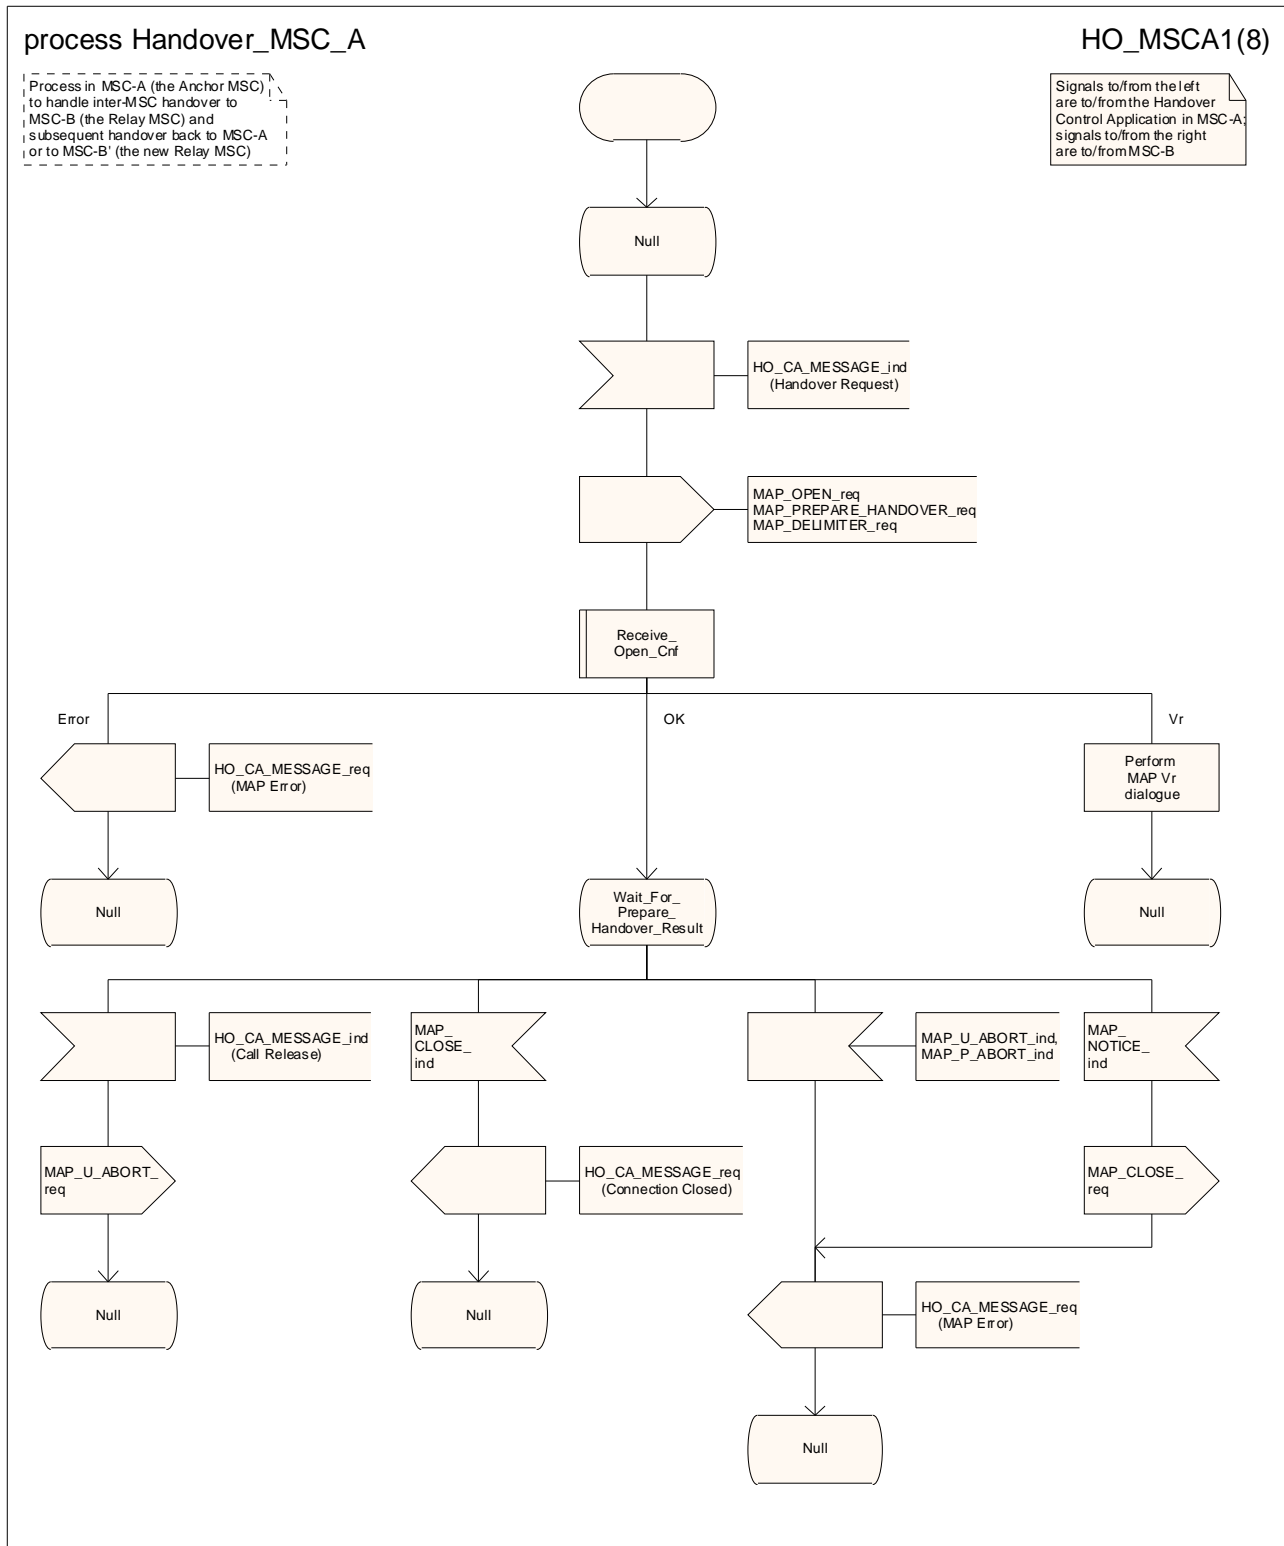 process Handover_MSC_A
HO_MSCA1(8)
Process in MSC-A (the Anchor MSC)
to handle inter-MSC handover to
MSC-B (the Relay MSC) and
subsequent handover back to MSC-A
or to MSC-B' (the new Relay MSC)
Signals to/from the left
are to/from the Handover
Control Application in MSC-A;
signals to/from the right
are to/from MSC-B
Null
HO_CA_MESSAGE_ind
(Handover Request)
MAP_OPEN_req
MAP_PREPARE_HANDOVER_req
MAP_DELIMITER_req
Receive_
Open_Cnf
Error
OK
Vr
HO_CA_MESSAGE_req
(MAP Error)
Perform
MAP Vr
dialogue
Null
Wait_For_
Prepare_
Handover_Result
Null
HO_CA_MESSAGE_ind
(Call Release)
MAP_
CLOSE_
ind
MAP_U_ABORT_ind,
MAP_P_ABORT_ind
MAP_
NOTICE_
ind
MAP_U_ABORT_
req
HO_CA_MESSAGE_req
(Connection Closed)
MAP_CLOSE_
req
Null
Null
HO_CA_MESSAGE_req
(MAP Error)
Null